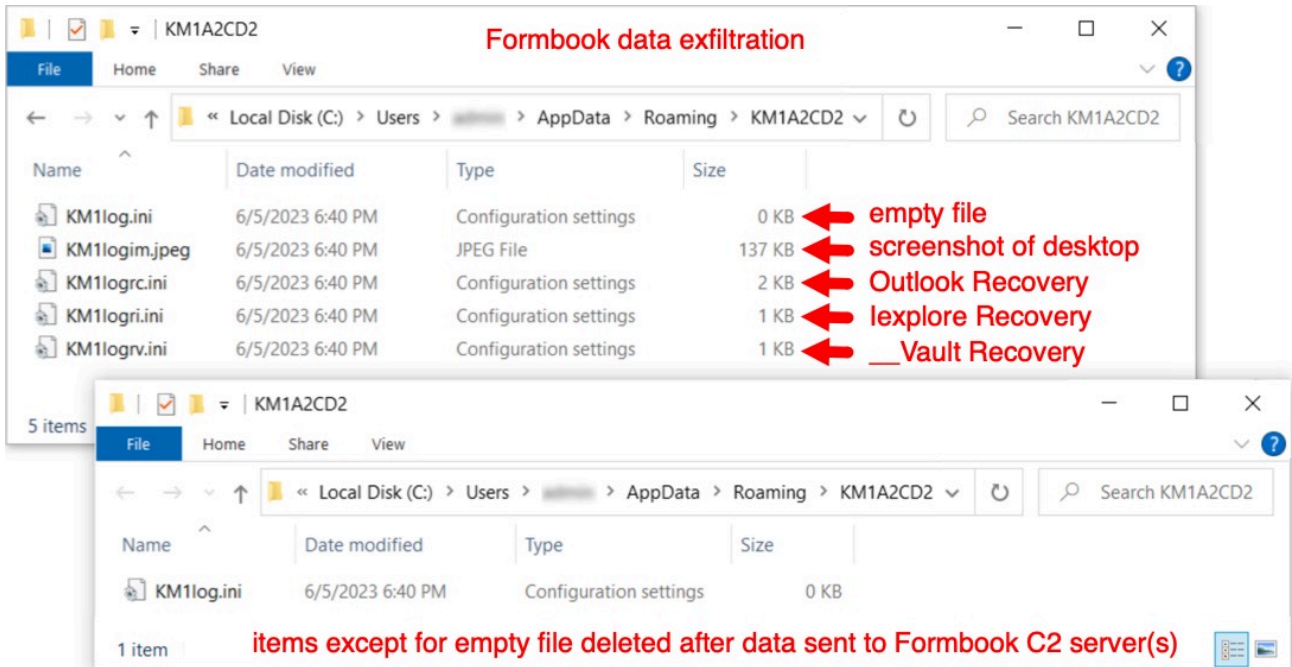 KM1A2CD2
Formbook data exfiltration
File Home Share View
« Local Disk (C:) > Users > > AppData > Roaming > KM1A2CD2 Search KM1A2CD2
Name Date modified Type Size
KM1log.ini 6/5/2023 6:40 PM Configuration settings 0 KB empty file
KM1logim.jpeg 6/5/2023 6:40 PM JPEG File 137 KB screenshot of desktop
KM1logrc.ini 6/5/2023 6:40 PM Configuration settings 2 KB Outlook Recovery
KM1logri.ini 6/5/2023 6:40 PM Configuration settings 1 KB Iexplore Recovery
KM1logrv.ini 6/5/2023 6:40 PM Configuration settings 1 KB __Vault Recovery
5 items
KM1A2CD2
File Home Share View
« Local Disk (C:) > Users > > AppData > Roaming > KM1A2CD2 Search KM1A2CD2
Name Date modified Type Size
KM1log.ini 6/5/2023 6:40 PM Configuration settings 0 KB
1 item items except for empty file deleted after data sent to Formbook C2 server(s)